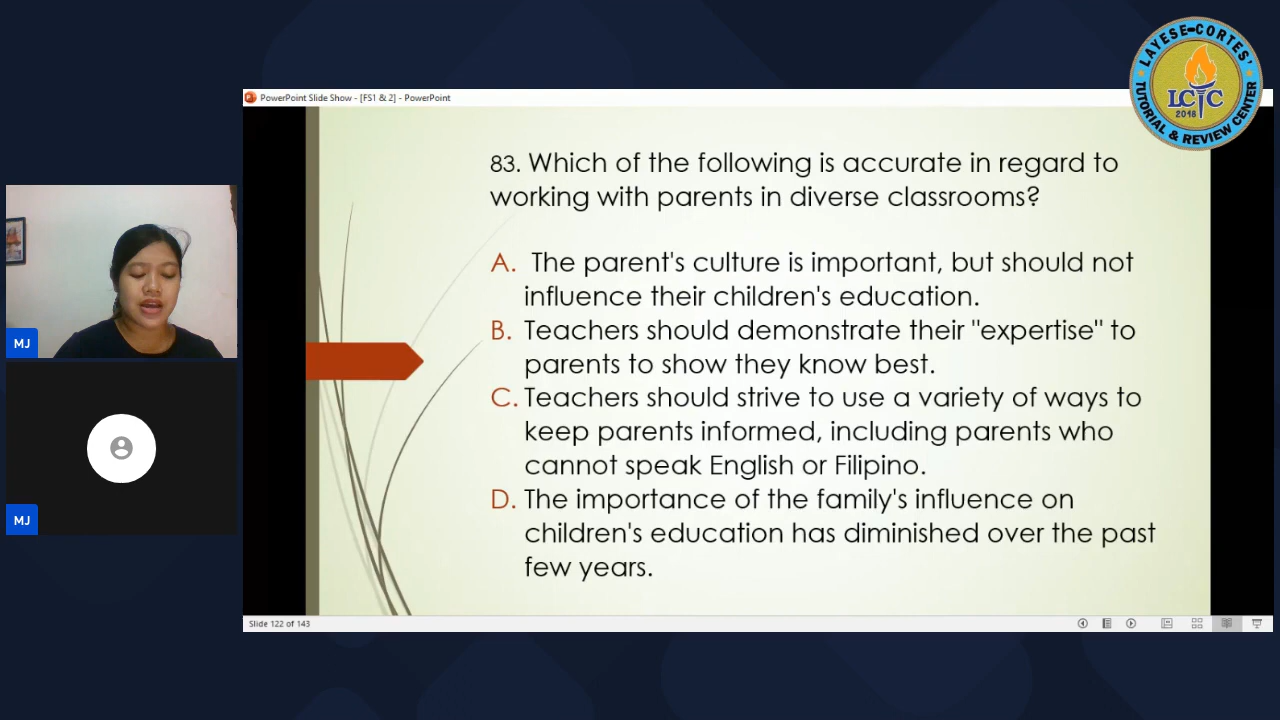 LAYESE-CORTES'
LCTC
2018
TUTORIAL & REVIEW CENTER
PowerPoint Slide Show - [FS1 & 2] - PowerPoint
83. Which of the following is accurate in regard to
working with parents in diverse classrooms?
A. The parent's culture is important, but should not
influence their children's education.
B. Teachers should demonstrate their "expertise" to
parents to show they know best.
C. Teachers should strive to use a variety of ways to
keep parents informed, including parents who
cannot speak English or Filipino.
D. The importance of the family's influence on
children's education has diminished over the past
few years.
MJ
MJ
Slide 122 of 143